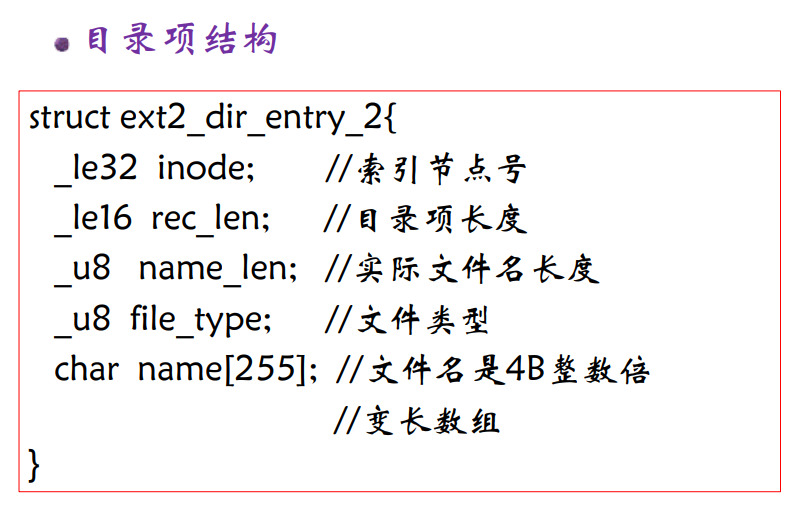 目录项结构
struct ext2_dir_entry_2{
_le32 inode; //索引节点号
_le16 rec_len; //目录项长度
_u8 name_len; //实际文件名长度
_u8 file_type; //文件类型
char name[255]; //文件名是4B整数倍
//变长数组
}